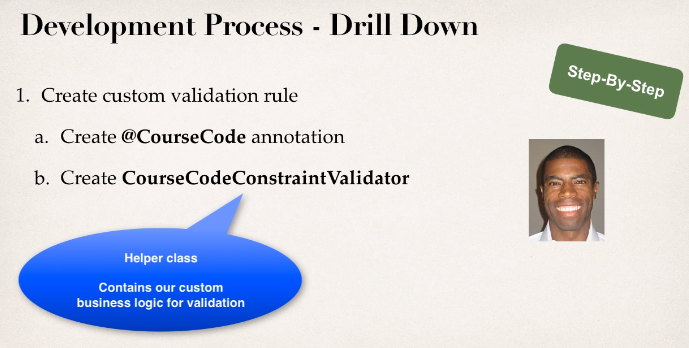 Development Process - Drill Down
Step-By-Step
1. Create custom validation rule
a. Create @CourseCode annotation
b. Create CourseCodeConstraintValidator
Helper class
Contains our custom
business logic for validation